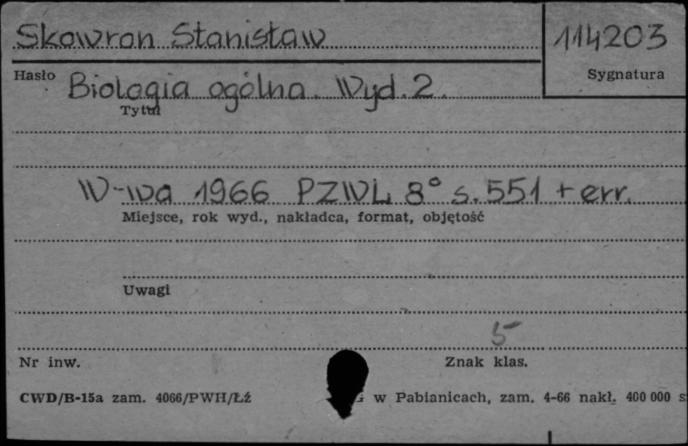 Skowron Stanisław
114203
Hasło
Sygnatura
Biologia ogólna. Wyd. 2.
Tytuł
W-wa 1966 PZWL 8° s. 551 + err.
Miejsce, rok wyd., nakładca, format, objętość
Uwagi
5
Nr inw.
Znak klas.
CWD/B-15a zam. 4066/PWH/Łź w Pabianicach, zam. 4-66 nakł. 400 000